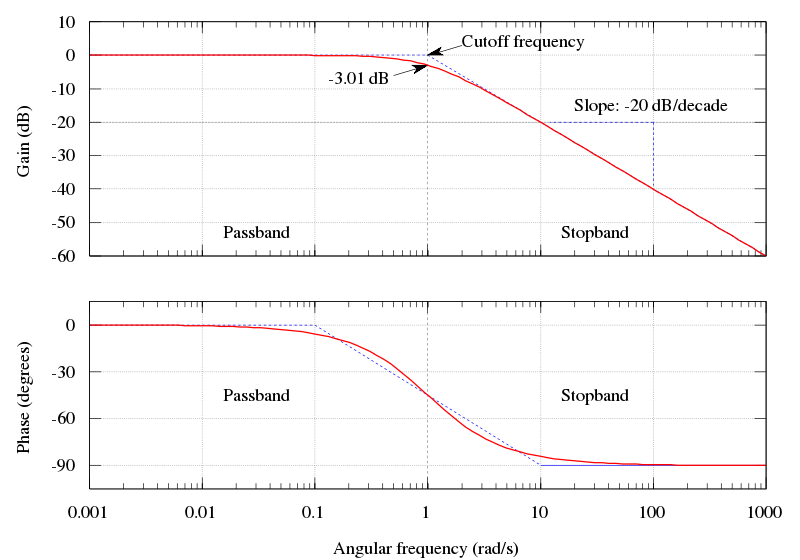 10
0
-10
-20
-30
-40
-50
-60
Gain (dB)
Cutoff frequency
-3.01 dB
Slope: -20 dB/decade
Passband
Stopband
0
-30
-60
-90
Phase (degrees)
Passband
Stopband
0.001 0.01 0.1 1 10 100 1000
Angular frequency (rad/s)